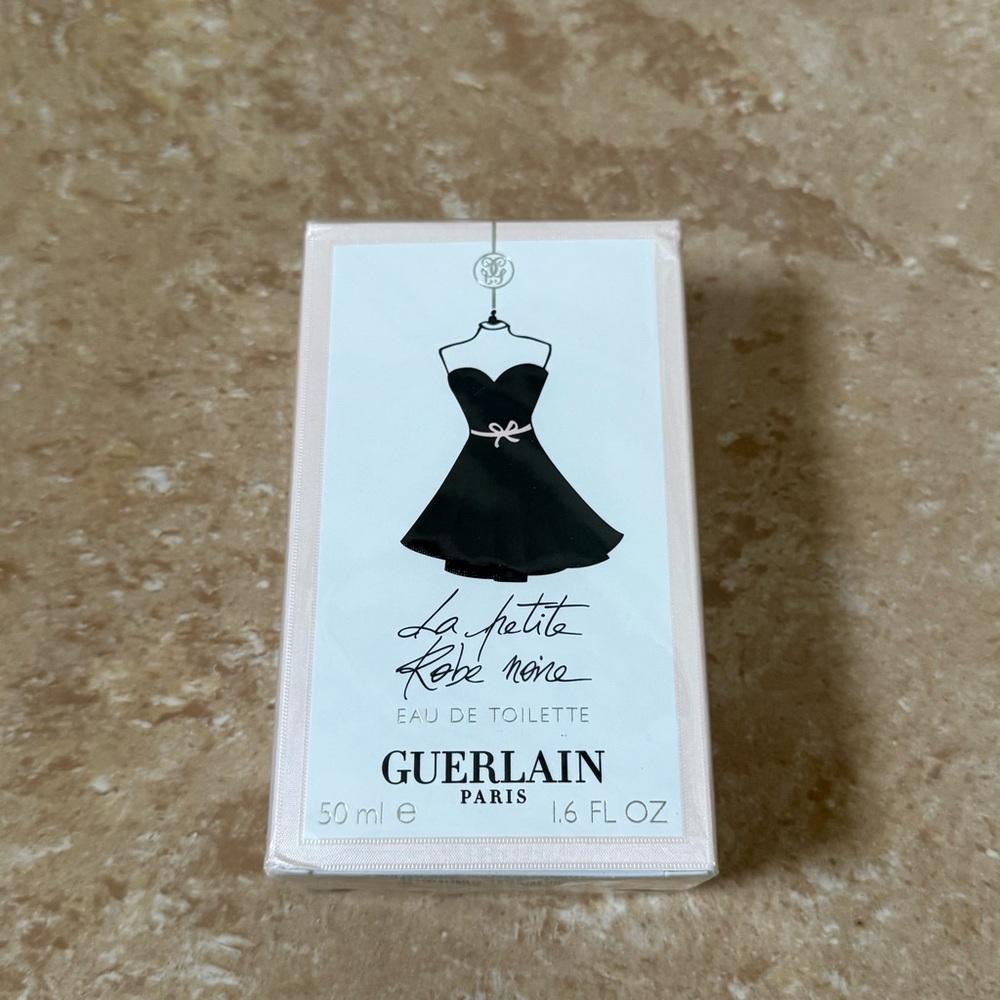 La petite
Robe noire
EAU DE TOILETTE
GUERLAIN
PARIS
50 ml ℮
1.6 FL OZ